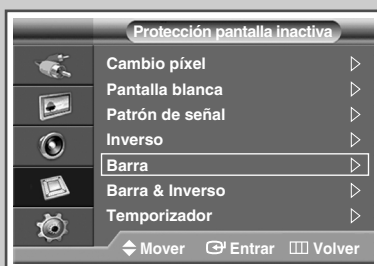 Protección pantalla inactiva
Cambio píxel
Pantalla blanca
Patrón de señal
Inverso
Barra
Barra & Inverso
Temporizador
Mover Entrar Volver